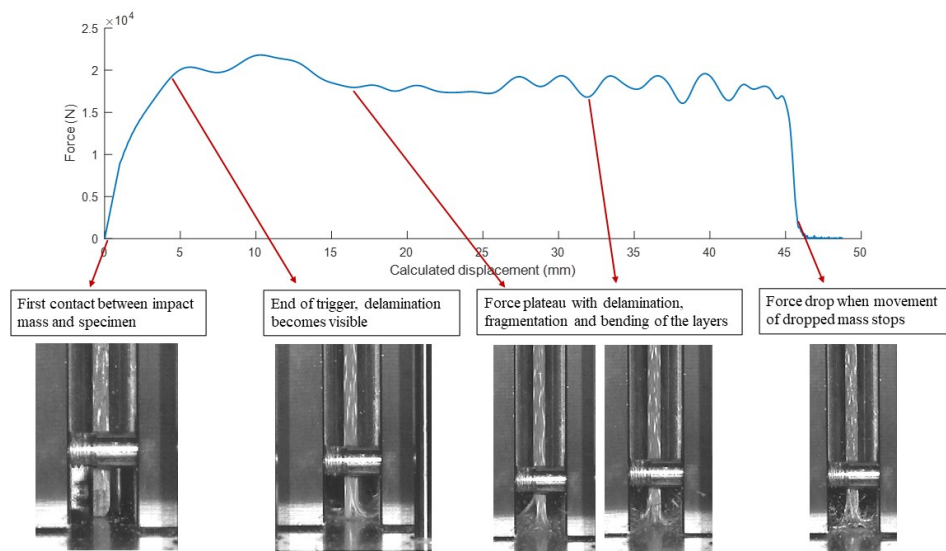 ×10⁴
2.5
2
1.5
1
0.5
0
Force (N)
0 5 10 15 20 25 30 35 40 45 50
Calculated displacement (mm)
First contact between impact
mass and specimen
End of trigger, delamination
becomes visible
Force plateau with delamination,
fragmentation and bending of the layers
Force drop when movement
of dropped mass stops